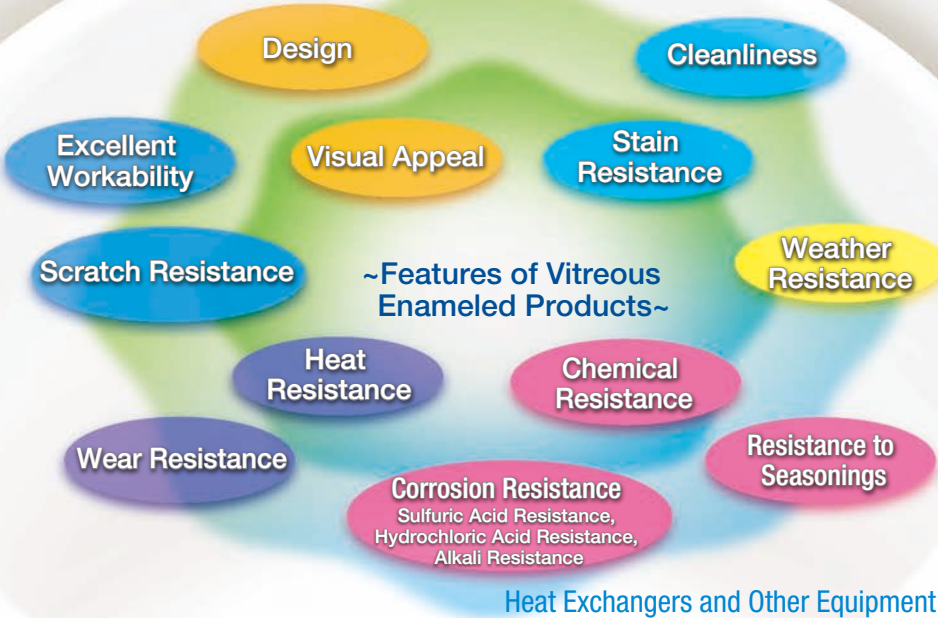 Design
Cleanliness
Excellent
Workability
Visual Appeal
Stain
Resistance
Scratch Resistance
~Features of Vitreous
Enameled Products~
Weather
Resistance
Heat
Resistance
Chemical
Resistance
Wear Resistance
Resistance to
Seasonings
Corrosion Resistance
Sulfuric Acid Resistance,
Hydrochloric Acid Resistance,
Alkali Resistance
Heat Exchangers and Other Equipment